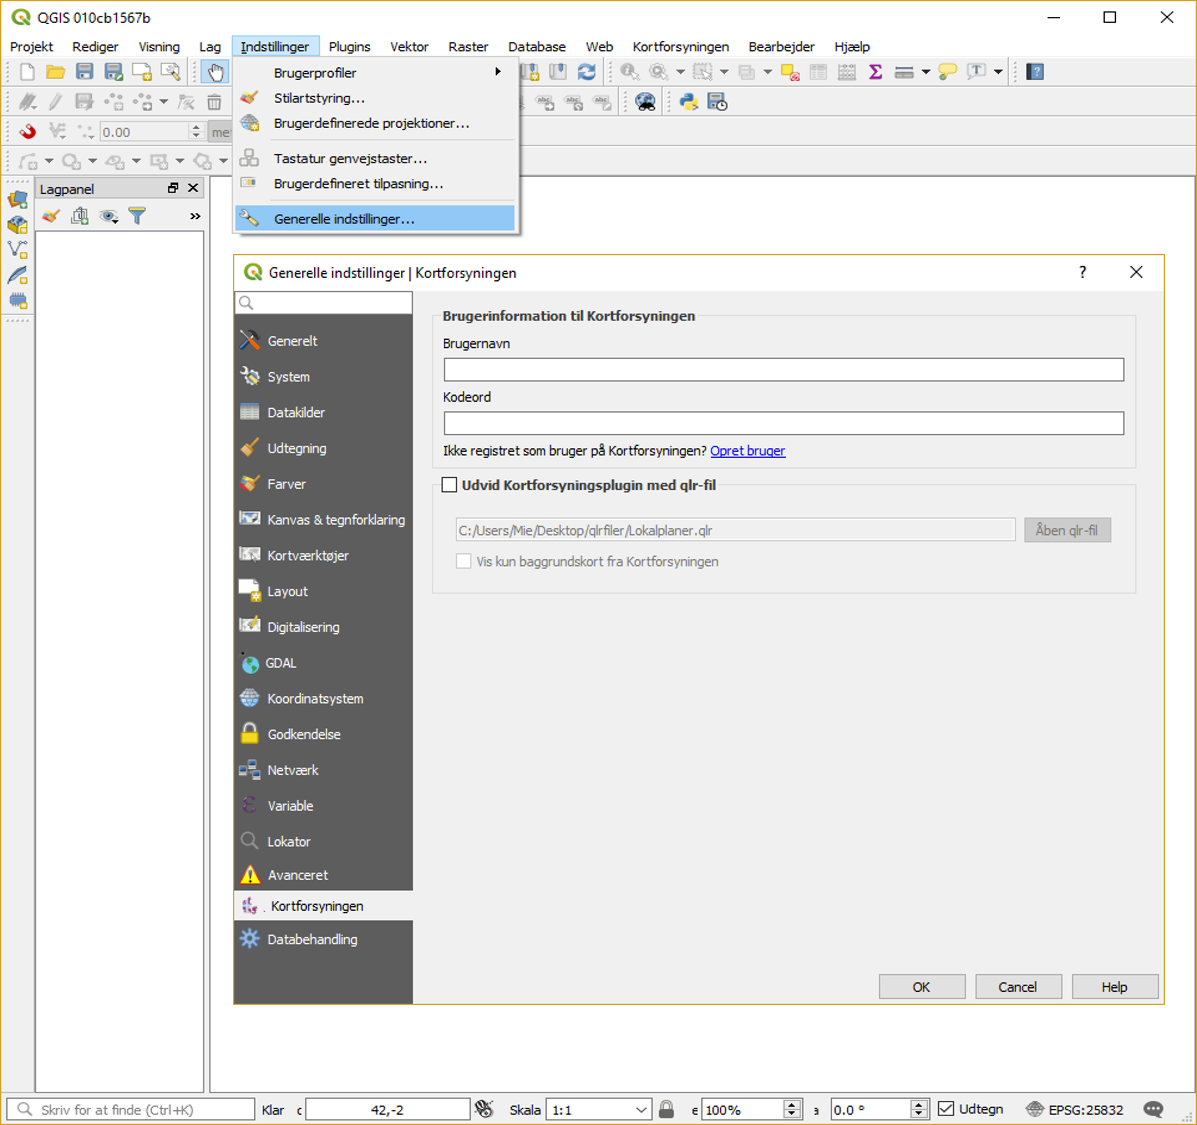 QGIS 010cb1567b
Projekt Rediger Visning Lag Indstillinger Plugins Vektor Raster Database Web Kortforsyningen Bearbejder Hjælp
Brugerprofiler
Stilartstyring...
Brugerdefinerede projektioner...
Tastatur genvejstaster...
Brugerdefineret tilpasning...
Generelle indstillinger...
0.00 me
Lagpanel
Generelle indstillinger | Kortforsyningen
Generelt
System
Datakilder
Udtegning
Farver
Kanvas & tegnforklaring
Kortværktøjer
Layout
Digitalisering
GDAL
Koordinatsystem
Godkendelse
Netværk
Variable
Lokator
Avanceret
Kortforsyningen
Databehandling
Brugerinformation til Kortforsyningen
Brugernavn
Kodeord
Ikke registret som bruger på Kortforsyningen? Opret bruger
Udvid Kortforsyningsplugin med qlr-fil
C:/Users/Mie/Desktop/qlrfiler/Lokalplaner.qlr Åben qlr-fil
Vis kun baggrundskort fra Kortforsyningen
OK Cancel Help
Skriv for at finde (Ctrl+K) Klar 42,-2 Skala 1:1 100% 0.0 ° Udtegn EPSG:25832